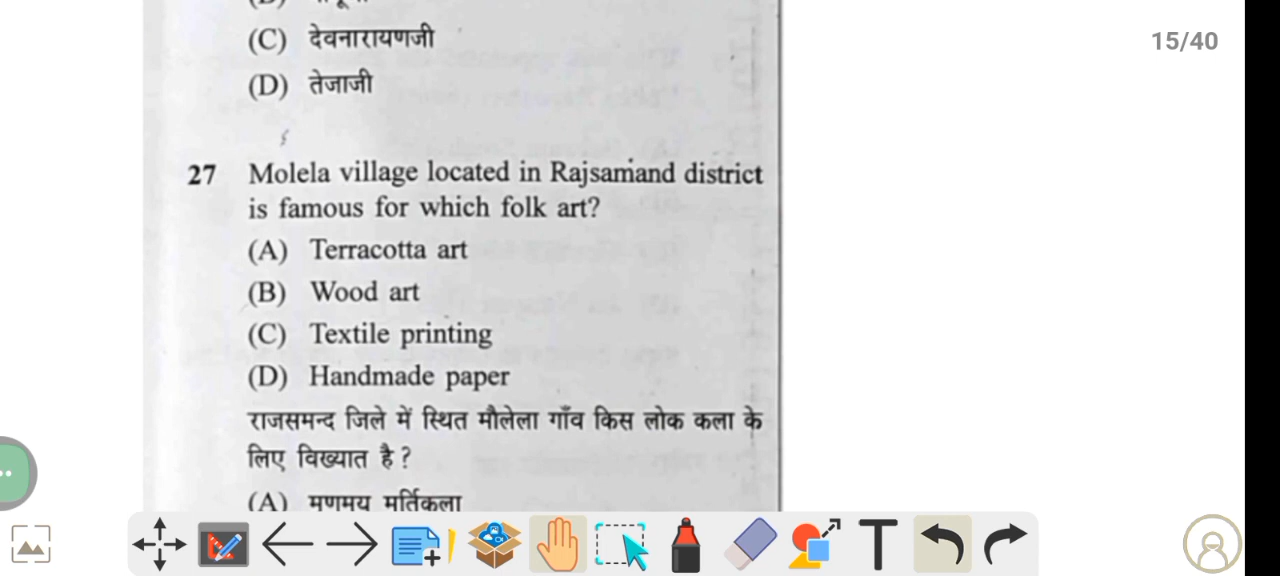 (C) देवनारायणजी
(D) तेजाजी
15/40
27 Molela village located in Rajsamand district
is famous for which folk art?
(A) Terracotta art
(B) Wood art
(C) Textile printing
(D) Handmade paper
राजसमन्द जिले में स्थित मौलेला गाँव किस लोक कला के
लिए विख्यात है ?
(A)
T